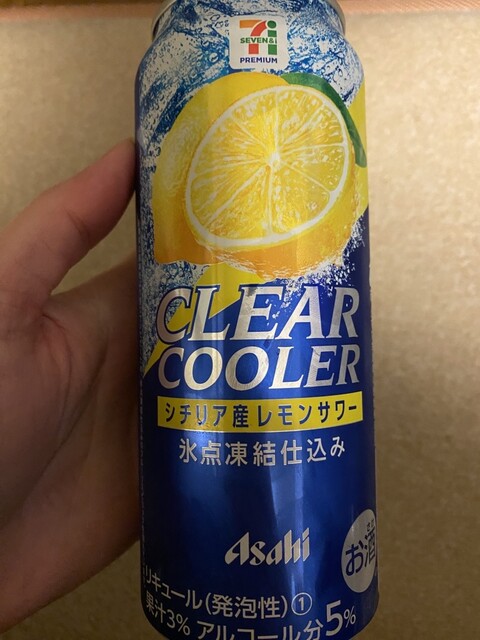 SEVEN&i
PREMIUM
CLEAR
COOLER
シチリア産レモンサワー
氷点凍結仕込み
Asahi
お酒
リキュール(発泡性)①
果汁3% アルコール分5%